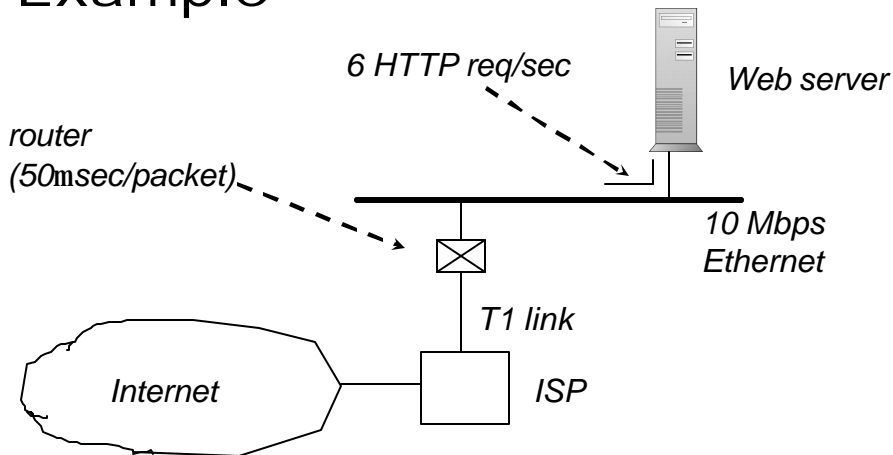 Example
6 HTTP req/sec
Web server
router
(50msec/packet)
10 Mbps
Ethernet
T1 link
Internet
ISP